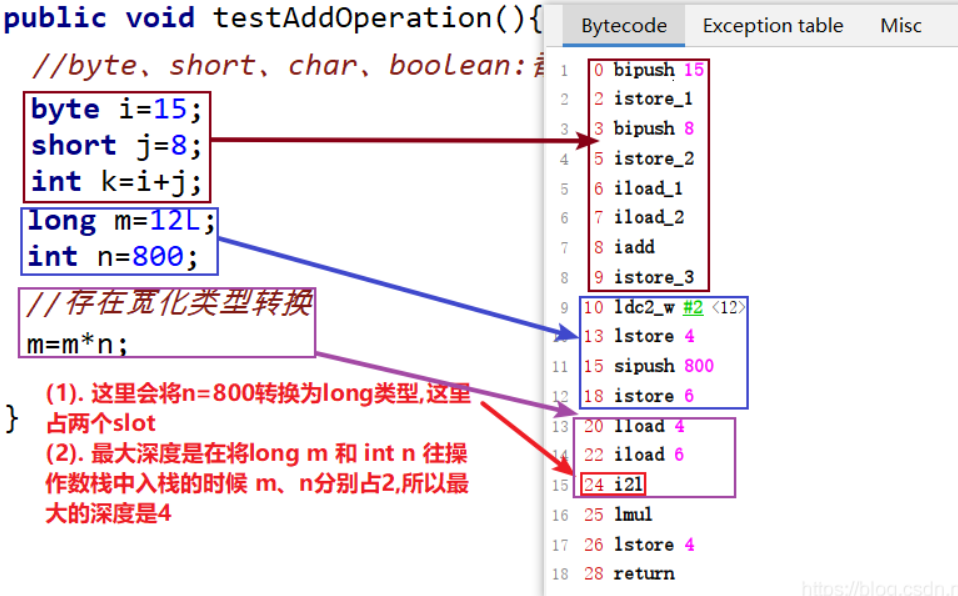 public void testAddOperation(){
//byte、short、char、boolean:
byte i=15;
short j=8;
int k=i+j;
long m=12L;
int n=800;
//存在宽化类型转换
m=m*n;
(1). 这里会将n=800转换为long类型,这里
占两个slot
(2). 最大深度是在将long m 和 int n 往操
作数栈中入栈的时候 m、n分别占2,所以最
大的深度是4
}
Bytecode Exception table Misc
1 0 bipush 15
2 2 istore_1
3 3 bipush 8
4 5 istore_2
5 6 iload_1
6 7 iload_2
7 8 iadd
8 9 istore_3
9 10 ldc2_w #2 <12>
10 13 lstore 4
11 15 sipush 800
12 18 istore 6
13 20 lload 4
14 22 iload 6
15 24 i2l
16 25 lmul
17 26 lstore 4
18 28 return
https://blog.csdn.n